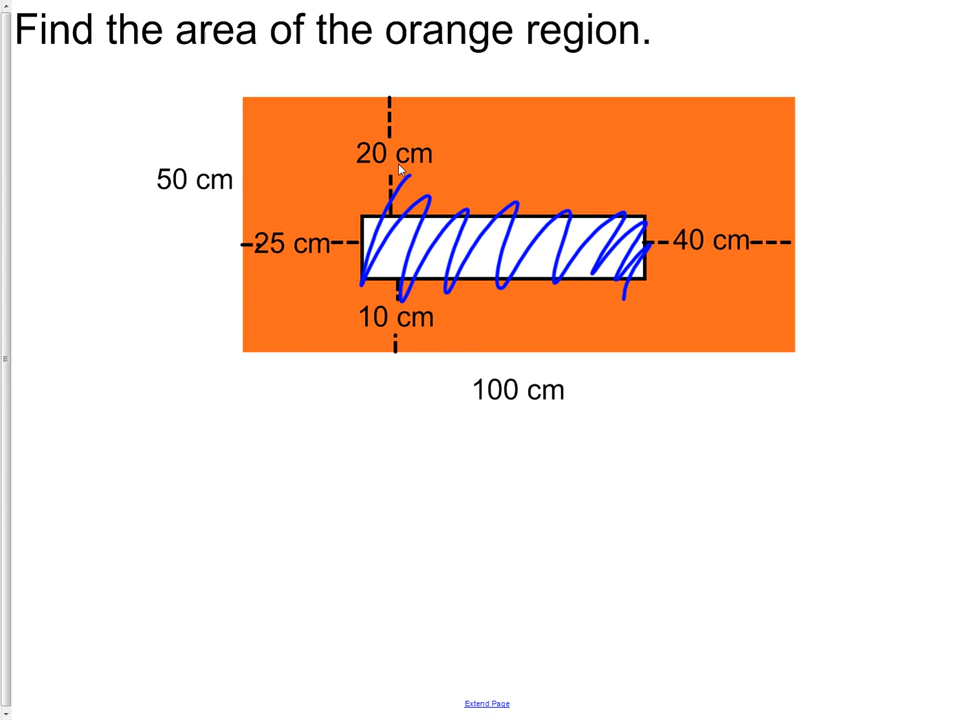 Find the area of the orange region.
20 cm
50 cm
25 cm
40 cm
10 cm
100 cm
Extend Page